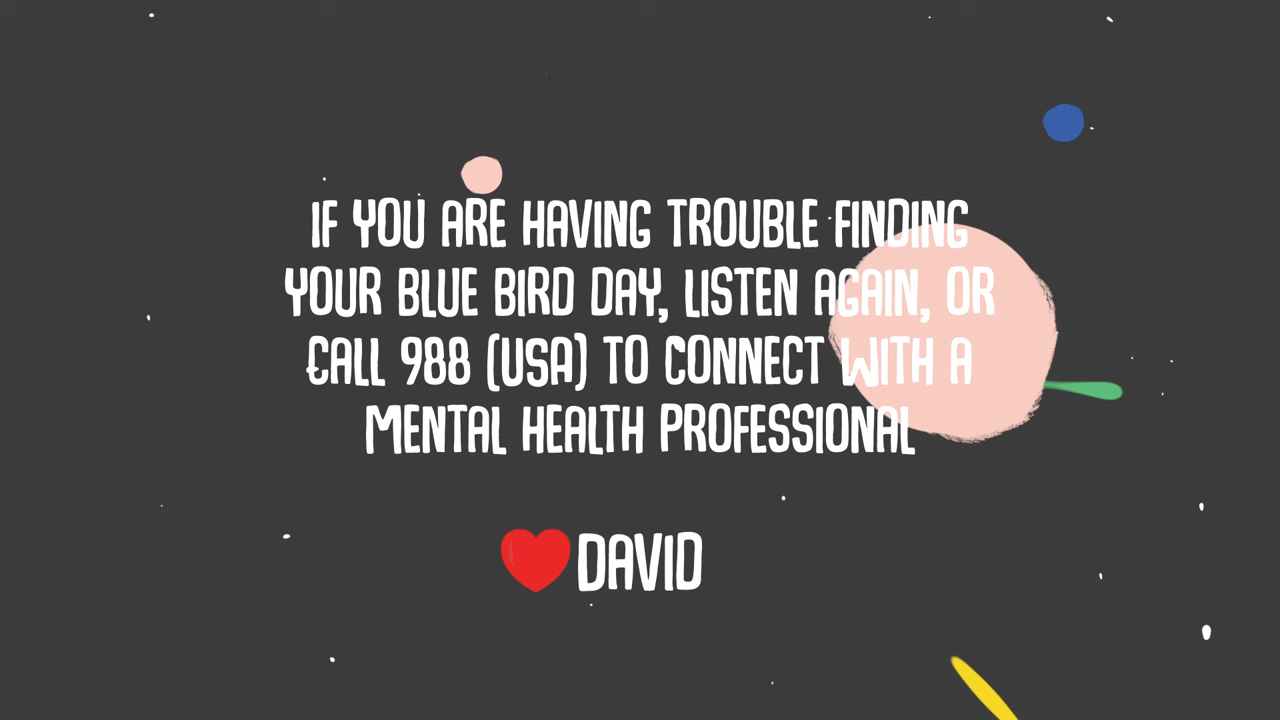 IF YOU ARE HAVING TROUBLE FINDING
YOUR BLUE BIRD DAY, LISTEN AGAIN, OR
CALL 988 (USA) TO CONNECT WITH A
MENTAL HEALTH PROFESSIONAL
❤️DAVID